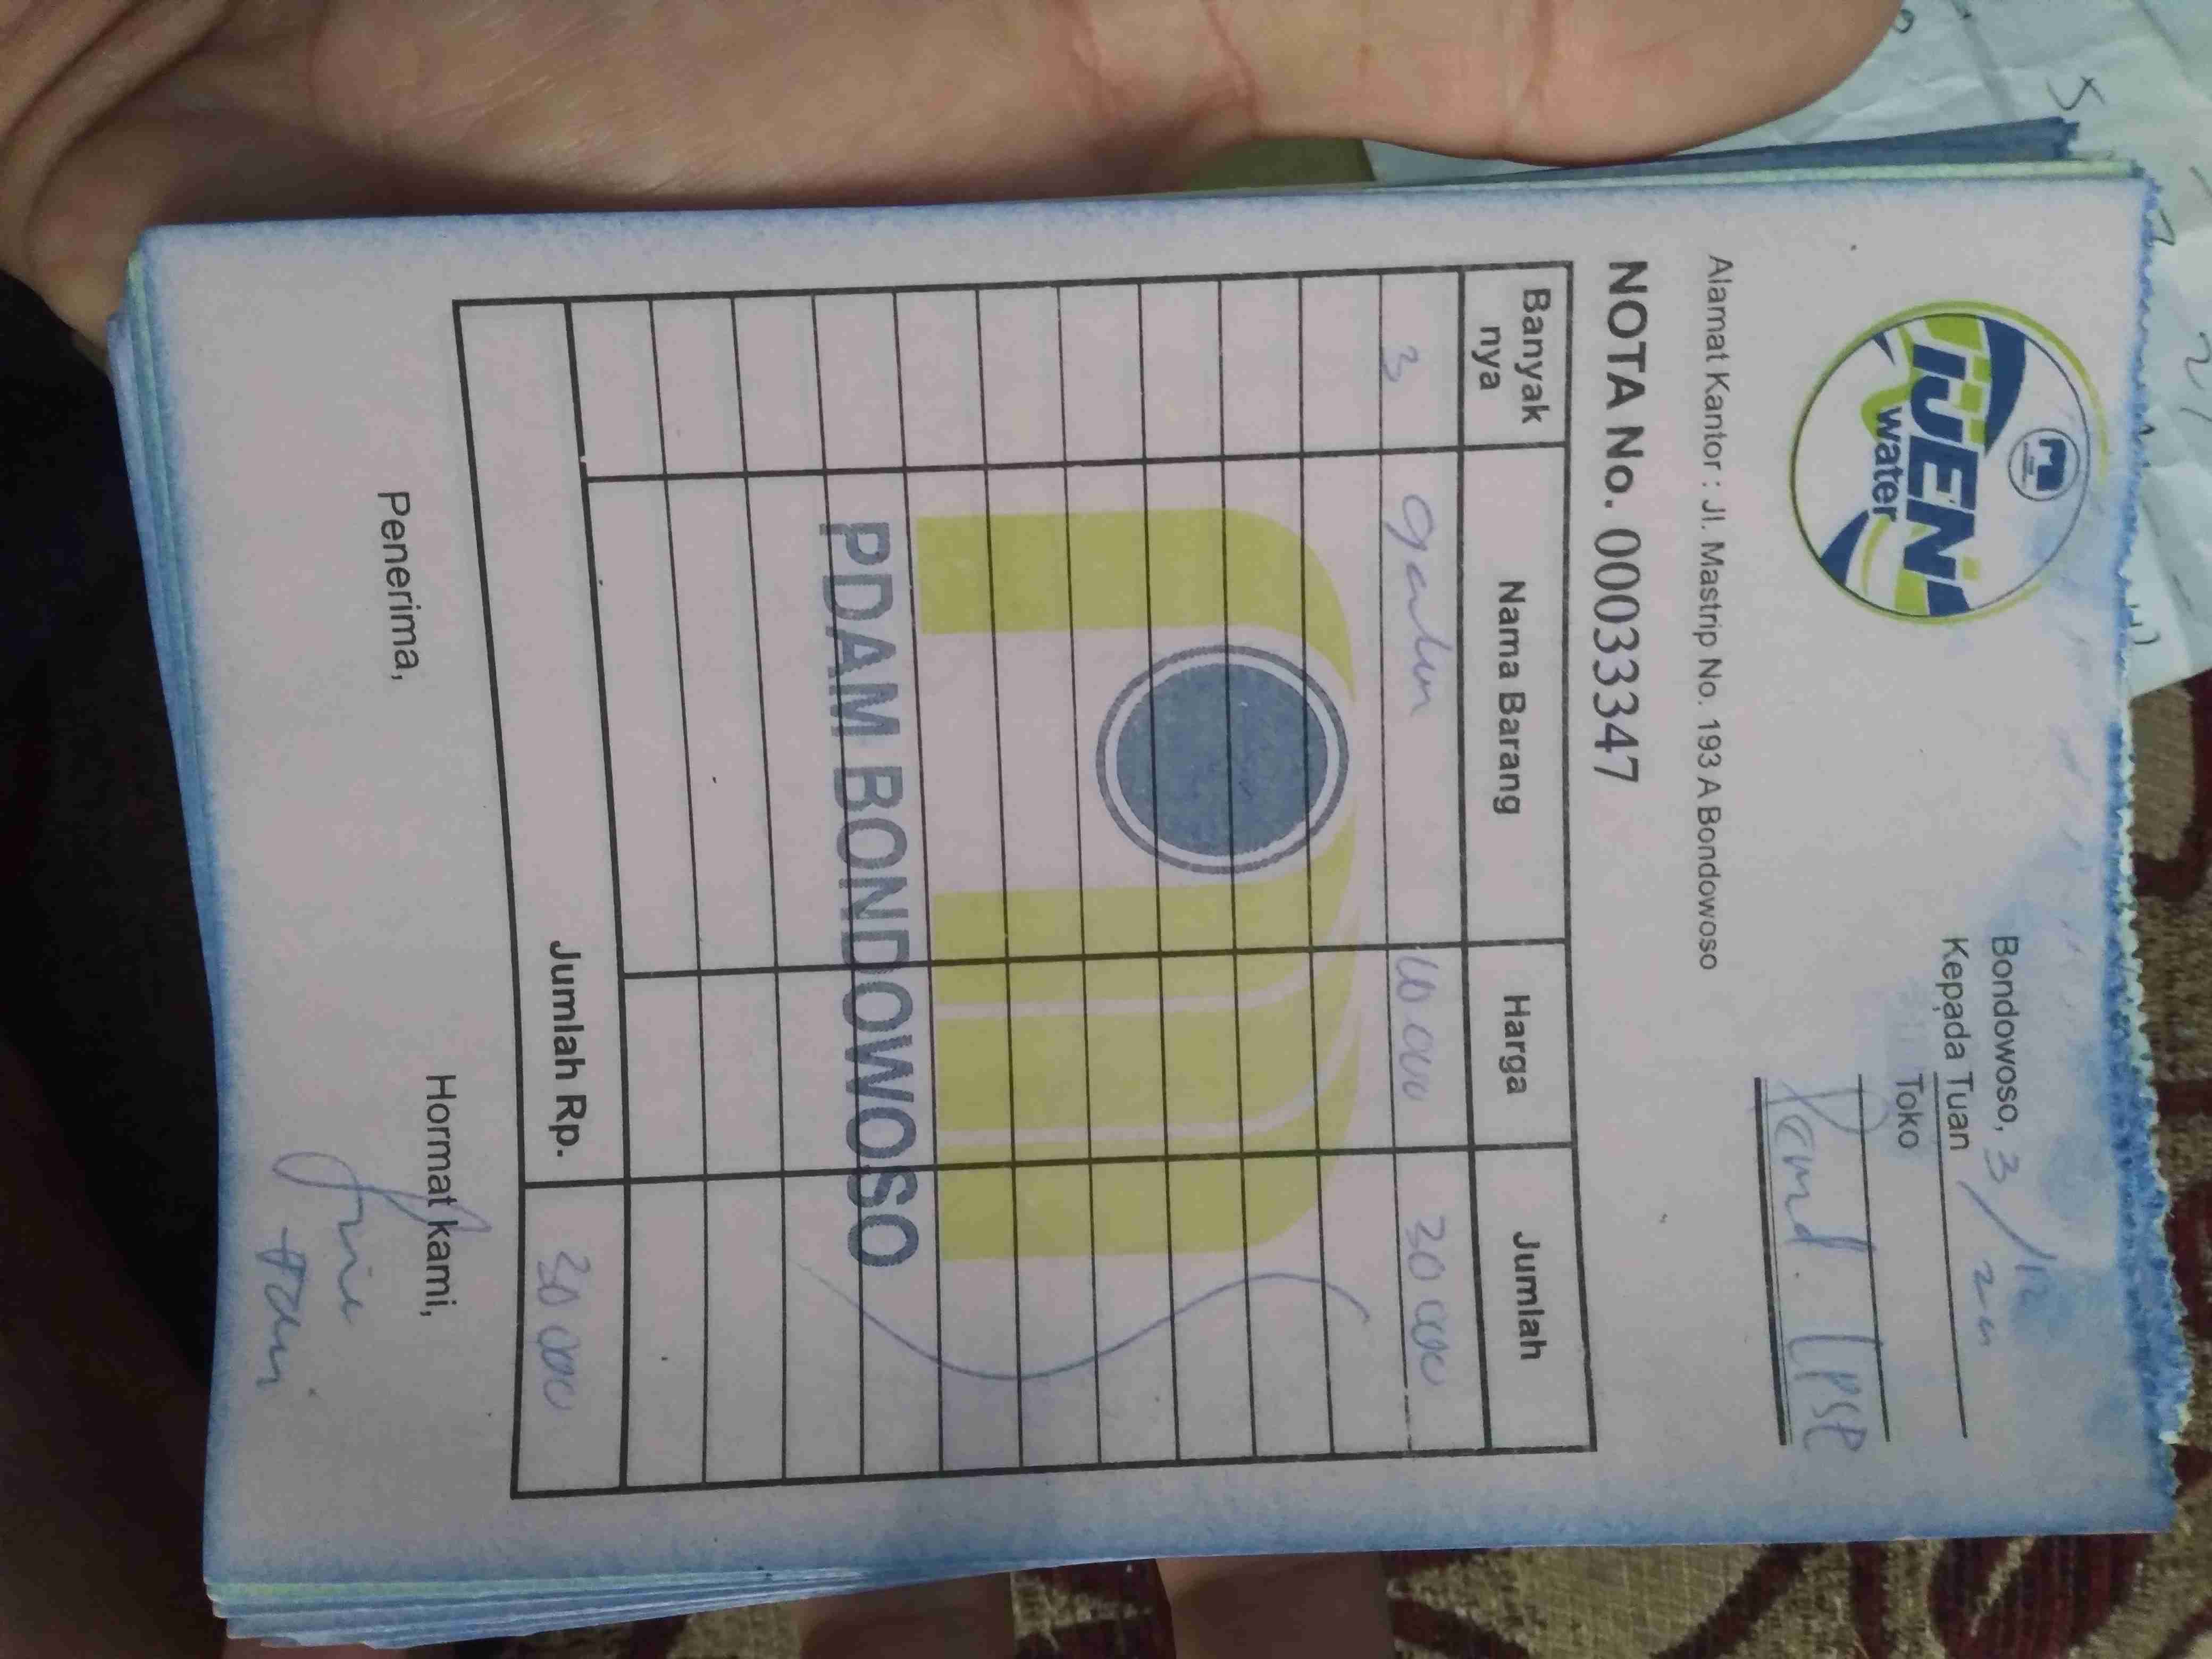 IJEN
water
Bondowoso, 3/12 20
Kepada Tuan
Toko
Pemd. LPSE
Alamat Kantor : Jl. Mastrip No. 193 A Bondowoso
NOTA No. 00033347
Banyak nya Nama Barang Harga Jumlah
3 galon 10 000 30 000
PDAM BONDOWOSO
Jumlah Rp. 30 000
Penerima, Hormat kami,